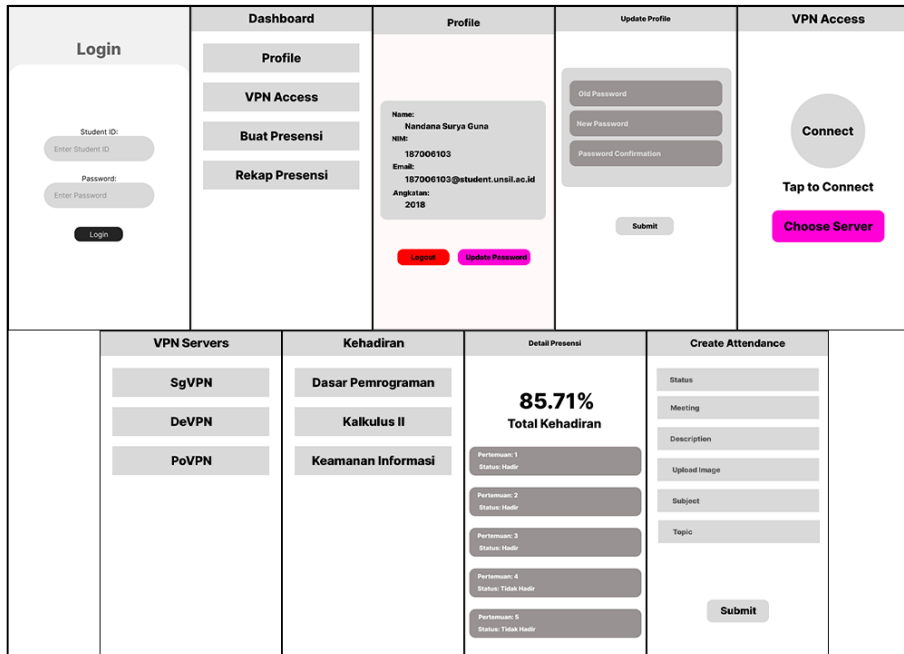 Login
Student ID:
Enter Student ID
Password:
Enter Password
Login
Dashboard
Profile
VPN Access
Buat Presensi
Rekap Presensi
Profile
Name:
Nandana Surya Guna
NIM:
187006103
Email:
187006103@student.unsil.ac.id
Angkatan:
2018
Logout
Update Password
Update Profile
Old Password
New Password
Password Confirmation
Submit
VPN Access
Connect
Tap to Connect
Choose Server
VPN Servers
SgVPN
DeVPN
PoVPN
Kehadiran
Dasar Pemrograman
Kalkulus II
Keamanan Informasi
Detail Presensi
85.71%
Total Kehadiran
Pertemuan: 1
Status: Hadir
Pertemuan: 2
Status: Hadir
Pertemuan: 3
Status: Hadir
Pertemuan: 4
Status: Tidak Hadir
Pertemuan: 5
Status: Tidak Hadir
Create Attendance
Status
Meeting
Description
Upload Image
Subject
Topic
Submit